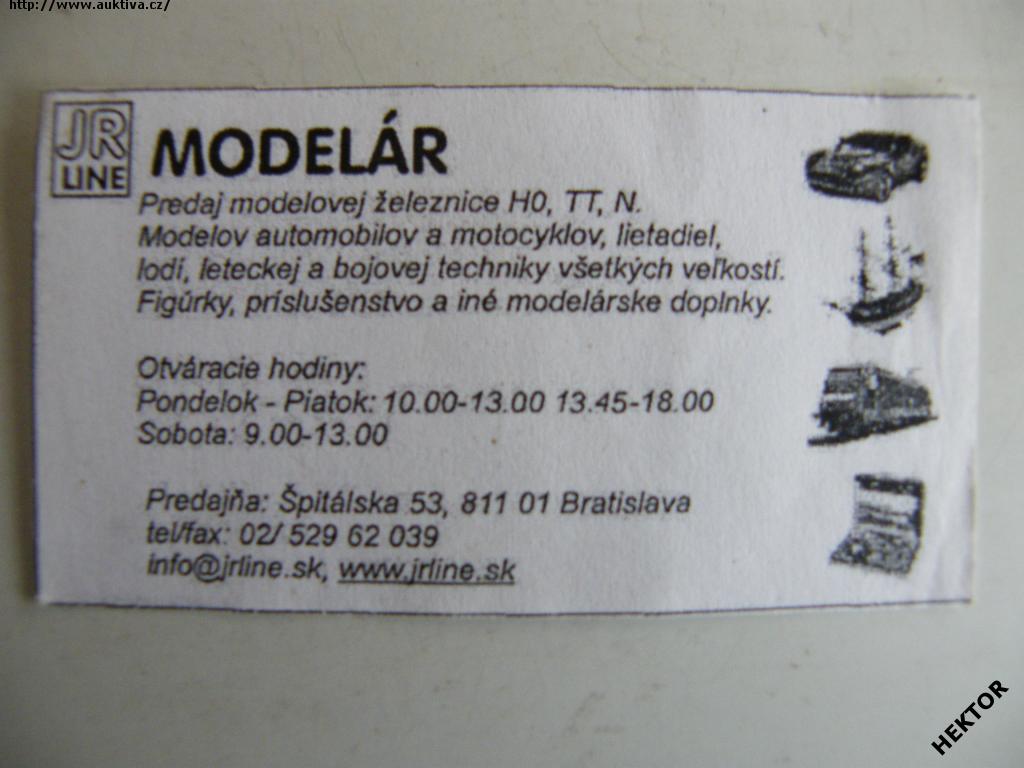 http://www.auktiva.cz/
JR
LINE
MODELÁR
Predaj modelovej železnice H0, TT, N.
Modelov automobilov a motocyklov, lietadiel,
lodí, leteckej a bojovej techniky všetkých veľkostí.
Figúrky, príslušenstvo a iné modelárske doplnky.
Otváracie hodiny:
Pondelok - Piatok: 10.00-13.00 13.45-18.00
Sobota: 9.00-13.00
Predajňa: Špitálska 53, 811 01 Bratislava
tel/fax: 02/ 529 62 039
info@jrline.sk, www.jrline.sk
HEKTOR